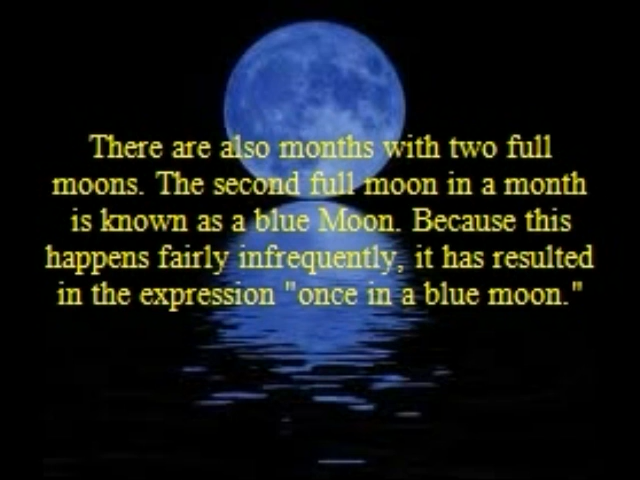 There are also months with two full
moons. The second full moon in a month
is known as a blue Moon. Because this
happens fairly infrequently, it has resulted
in the expression "once in a blue moon."